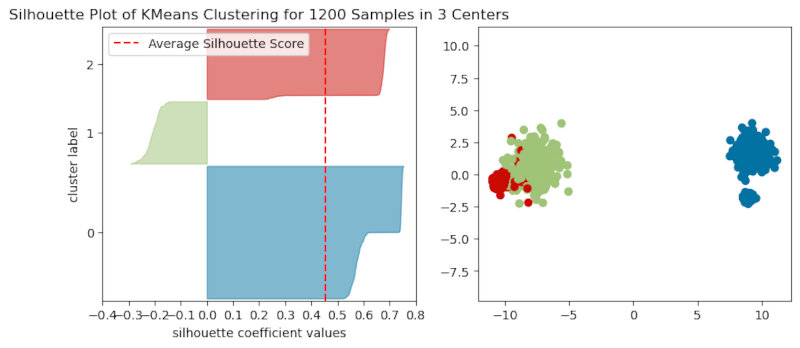 Silhouette Plot of KMeans Clustering for 1200 Samples in 3 Centers
Average Silhouette Score
cluster label
2
1
0
−0.4−0.3−0.2−0.1 0.0 0.1 0.2 0.3 0.4 0.5 0.6 0.7 0.8
silhouette coefficient values
10.0
7.5
5.0
2.5
0.0
−2.5
−5.0
−7.5
−10 −5 0 5 10